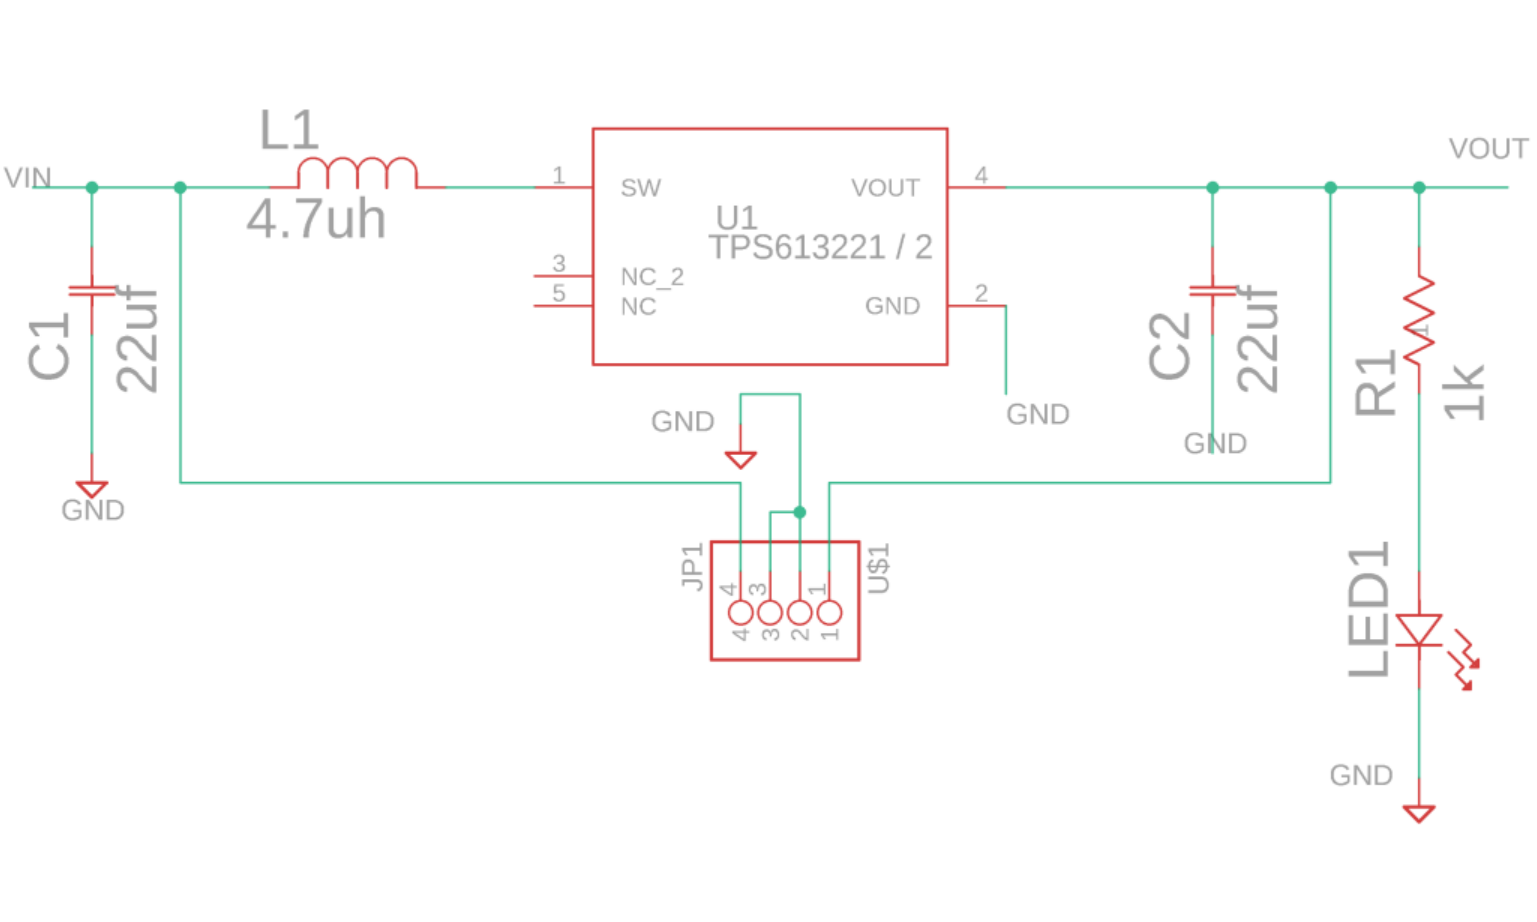 L1
VIN
4.7uh
C1
22uf
GND
1
SW
3
NC_2
5
NC
U1
TPS613221 / 2
VOUT
4
GND
2
GND
VOUT
C2
22uf
GND
R1
1
1k
LED1
GND
GND
JP1
U$1
4
3
1
4
3
2
1